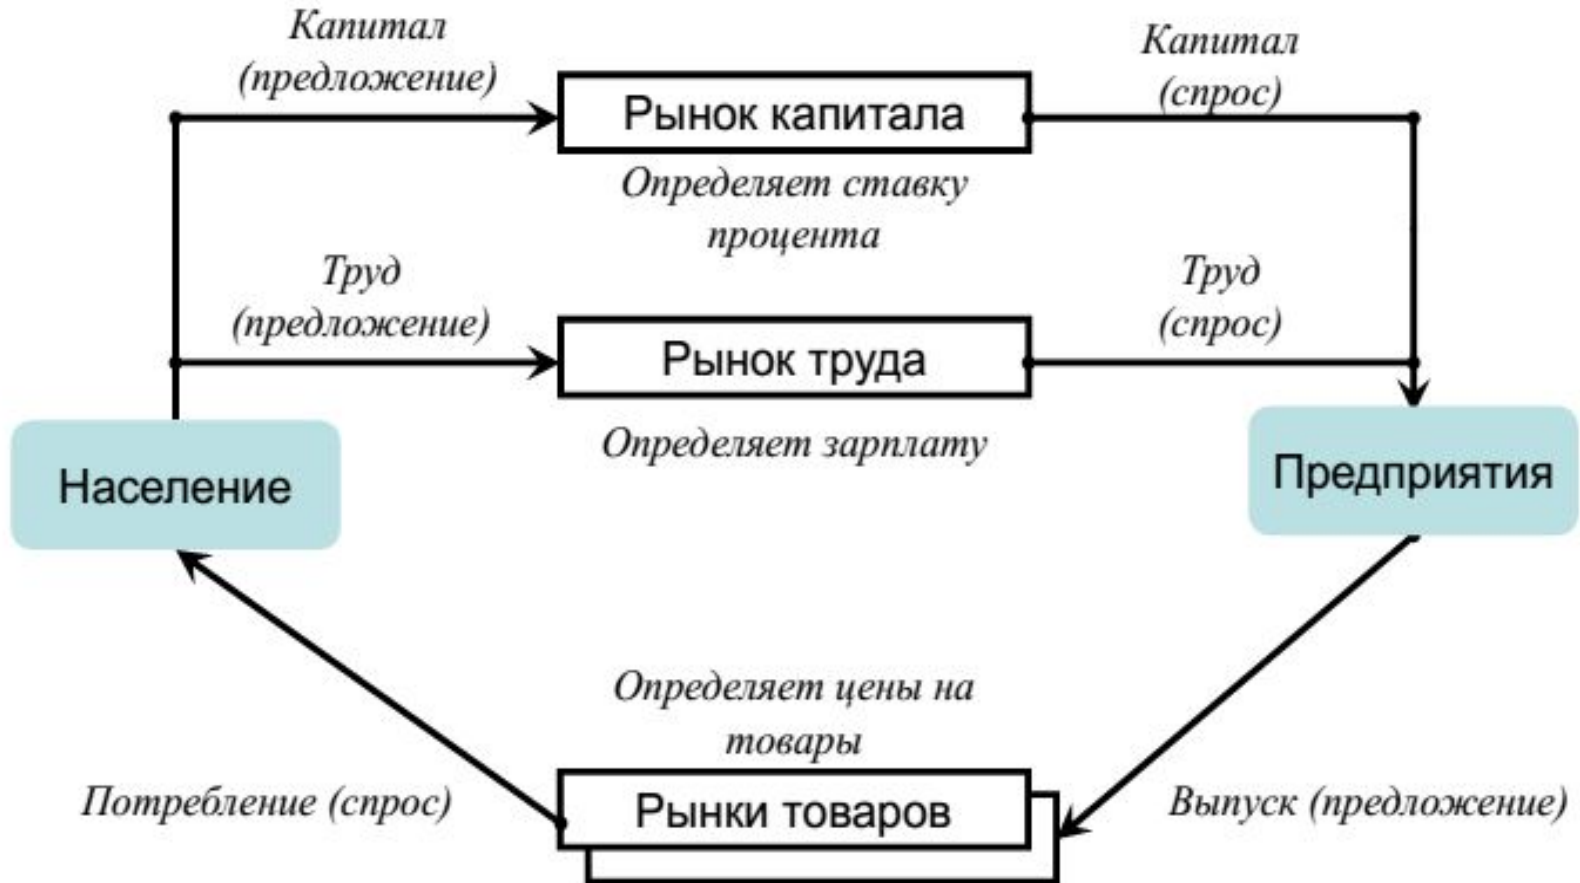 Капитал
(предложение)
Капитал
(спрос)
Рынок капитала
Определяет ставку
процента
Труд
(предложение)
Труд
(спрос)
Рынок труда
Определяет зарплату
Население
Предприятия
Определяет цены на
товары
Потребление (спрос)
Рынки товаров
Выпуск (предложение)